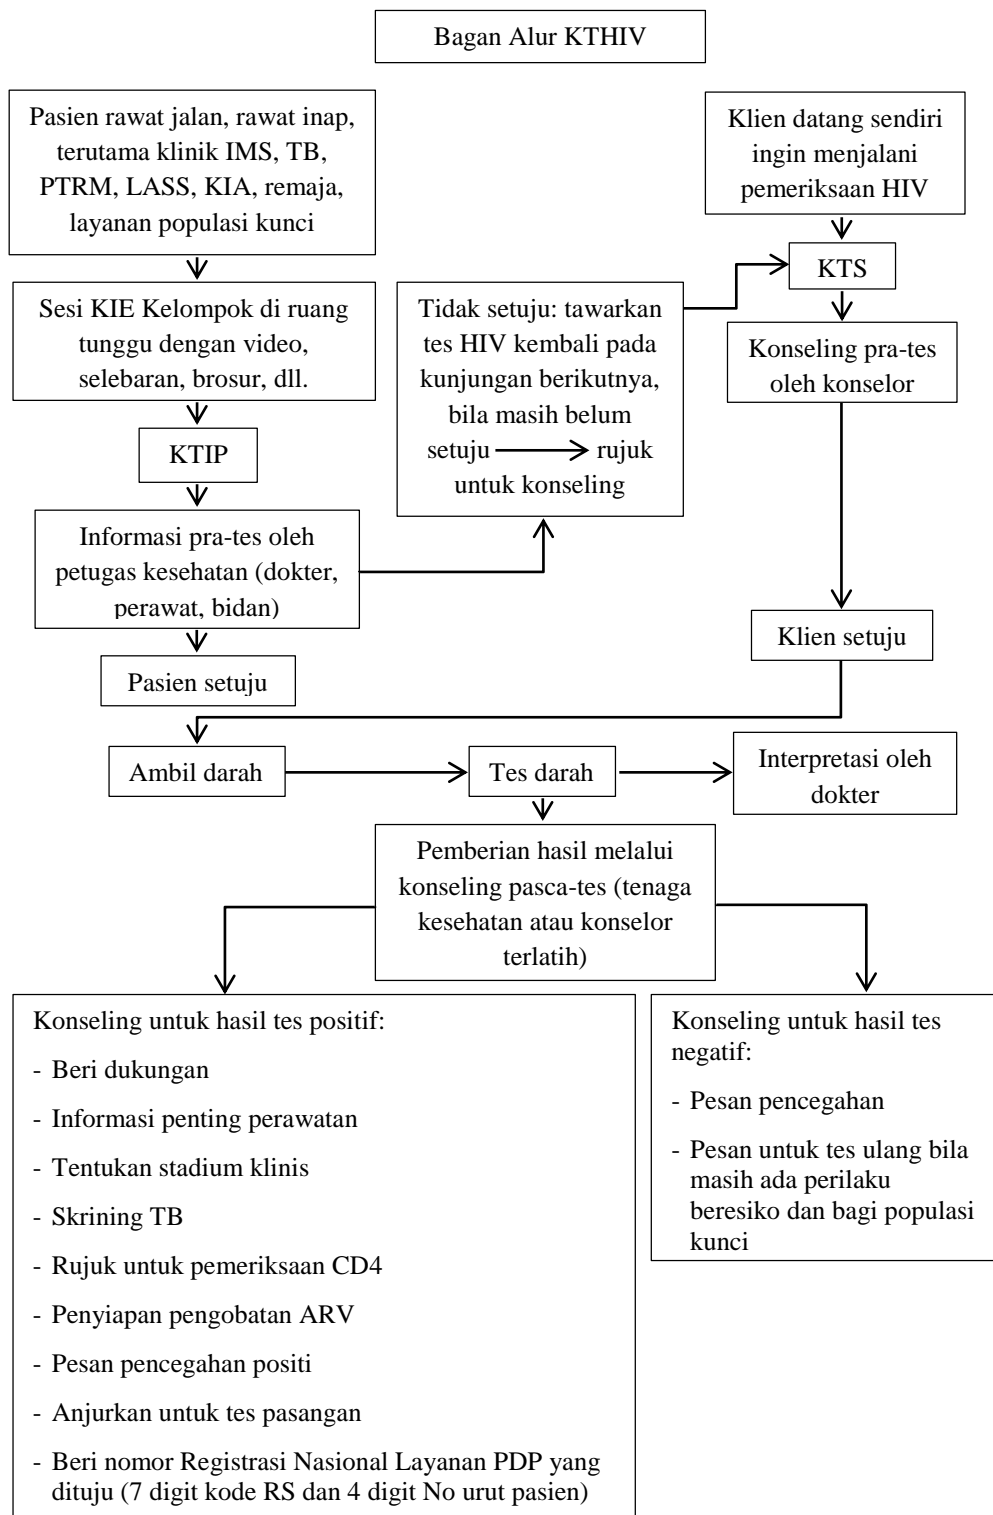 Bagan Alur KTHIV
Pasien rawat jalan, rawat inap,
terutama klinik IMS, TB,
PTRM, LASS, KIA, remaja,
layanan populasi kunci
Klien datang sendiri
ingin menjalani
pemeriksaan HIV
KTS
Sesi KIE Kelompok di ruang
tunggu dengan video,
selebaran, brosur, dll.
Tidak setuju: tawarkan
tes HIV kembali pada
kunjungan berikutnya,
bila masih belum
setuju rujuk
untuk konseling
Konseling pra-tes
oleh konselor
KTIP
Informasi pra-tes oleh
petugas kesehatan (dokter,
perawat, bidan)
Klien setuju
Pasien setuju
Ambil darah
Tes darah
Interpretasi oleh
dokter
Pemberian hasil melalui
konseling pasca-tes (tenaga
kesehatan atau konselor
terlatih)
Konseling untuk hasil tes positif:
- Beri dukungan
- Informasi penting perawatan
- Tentukan stadium klinis
- Skrining TB
- Rujuk untuk pemeriksaan CD4
- Penyiapan pengobatan ARV
- Pesan pencegahan positi
- Anjurkan untuk tes pasangan
- Beri nomor Registrasi Nasional Layanan PDP yang
dituju (7 digit kode RS dan 4 digit No urut pasien)
Konseling untuk hasil tes
negatif:
- Pesan pencegahan
- Pesan untuk tes ulang bila
masih ada perilaku
beresiko dan bagi populasi
kunci